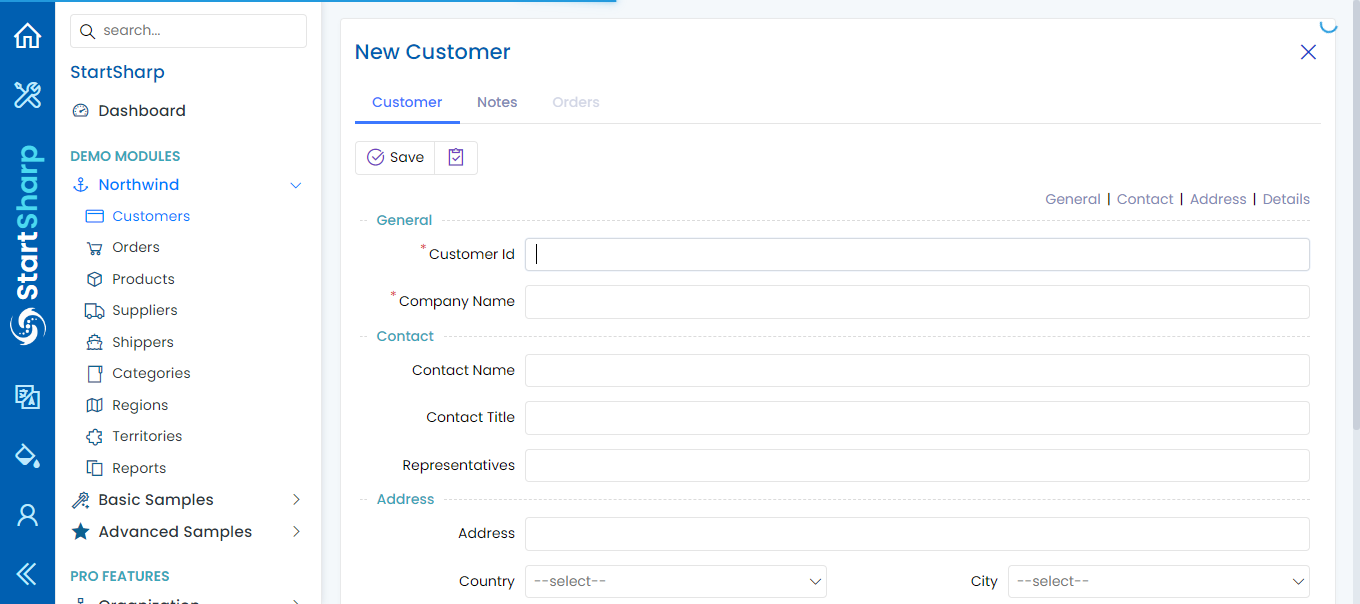 search...
StartSharp
Dashboard
DEMO MODULES
Northwind
Customers
Orders
Products
Suppliers
Shippers
Categories
Regions
Territories
Reports
Basic Samples
Advanced Samples
PRO FEATURES
Organization
StartSharp
New Customer
Customer Notes Orders
Save
General | Contact | Address | Details
General
* Customer Id
* Company Name
Contact
Contact Name
Contact Title
Representatives
Address
Address
Country --select-- City --select--